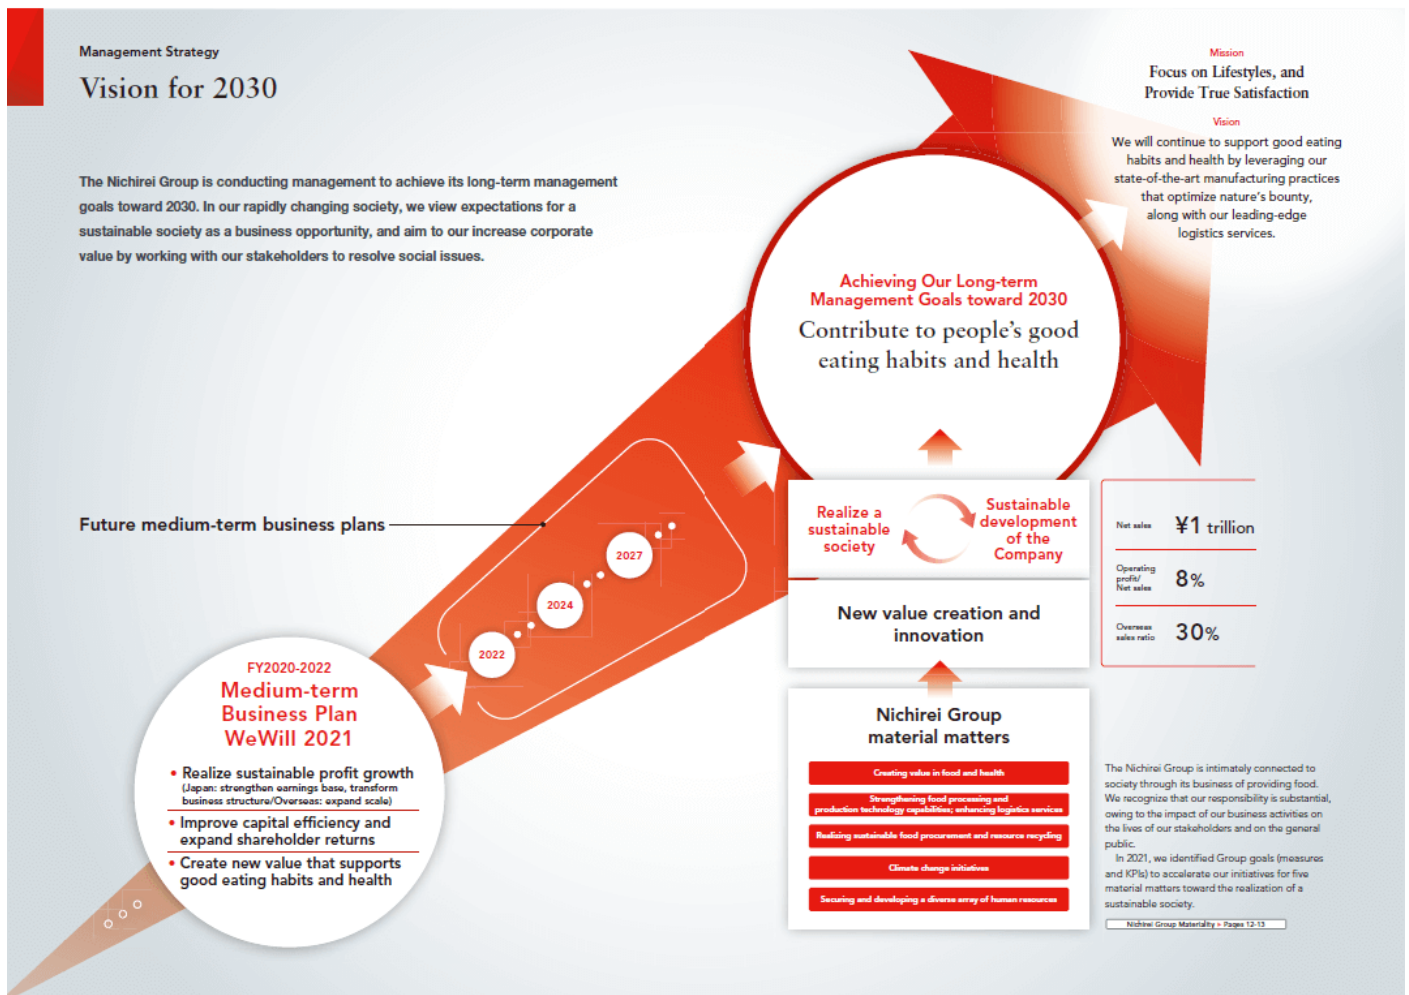 Management Strategy
Vision for 2030
The Nichirei Group is conducting management to achieve its long-term management
goals toward 2030. In our rapidly changing society, we view expectations for a
sustainable society as a business opportunity, and aim to our increase corporate
value by working with our stakeholders to resolve social issues.
Mission
Focus on Lifestyles, and
Provide True Satisfaction
Vision
We will continue to support good eating
habits and health by leveraging our
state-of-the-art manufacturing practices
that optimize nature's bounty,
along with our leading-edge
logistics services.
Achieving Our Long-term
Management Goals toward 2030
Contribute to people's good
eating habits and health
Future medium-term business plans
2027
2024
2022
FY2020-2022
Medium-term
Business Plan
WeWill 2021
• Realize sustainable profit growth
(Japan: strengthen earnings base, transform
business structure/Overseas: expand scale)
• Improve capital efficiency and
expand shareholder returns
• Create new value that supports
good eating habits and health
Realize a
sustainable
society
Sustainable
development
of the
Company
New value creation and
innovation
Net sales ¥1 trillion
Operating
profit/
Net sales 8%
Overseas
sales ratio 30%
Nichirei Group
material matters
Creating value in food and health
Strengthening food processing and
production technology capabilities; enhancing logistics services
Realizing sustainable food procurement and resource recycling
Climate change initiatives
Securing and developing a diverse array of human resources
The Nichirei Group is intimately connected to
society through its business of providing food.
We recognize that our responsibility is substantial,
owing to the impact of our business activities on
the lives of our stakeholders and on the general
public.
In 2021, we identified Group goals (measures
and KPIs) to accelerate our initiatives for five
material matters toward the realization of a
sustainable society.
Nichirei Group Materiality ▸ Pages 12-13